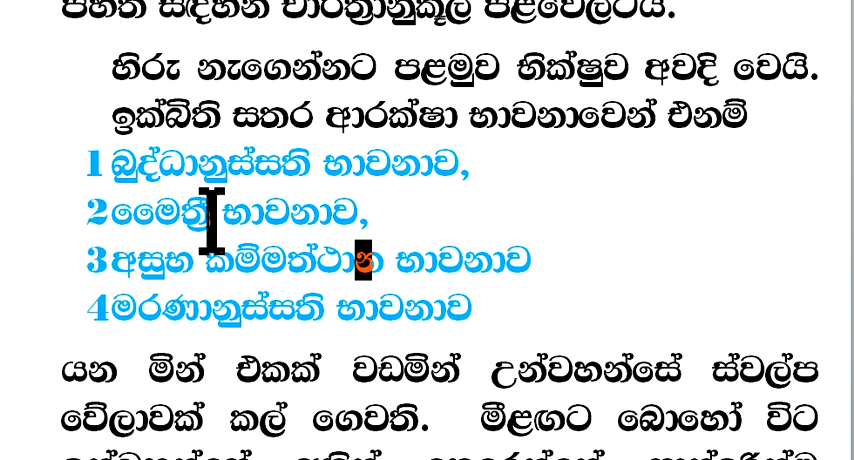 පහත සඳහන් චාරිත්‍රානුකූල පිළිවෙලටයි.
හිරු නැගෙන්නට පළමුව භික්ෂුව අවදි වෙයි.
ඉක්බිති සතර ආරක්ෂා භාවනාවෙන් එනම්
1 බුද්ධානුස්සති භාවනාව,
2 මෛත්‍රී භාවනාව,
3 අසුභ කම්මත්ථාන භාවනාව
4 මරණානුස්සති භාවනාව
යන මින් එකක් වඩමින් උන්වහන්සේ ස්වල්ප
වේලාවක් කල් ගෙවති. මීළඟට බොහෝ විට